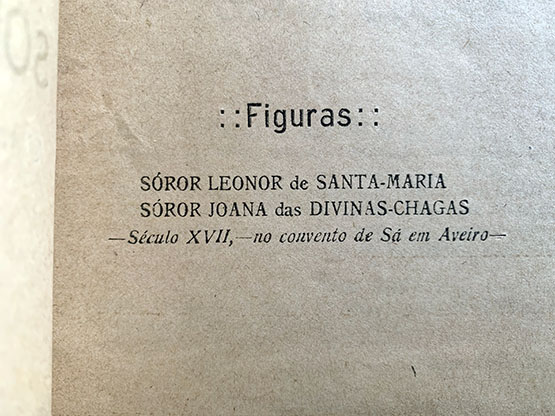 ::Figuras::
SÓROR LEONOR de SANTA-MARIA
SÓROR JOANA das DIVINAS-CHAGAS
—Século XVII,—no convento de Sá em Aveiro—